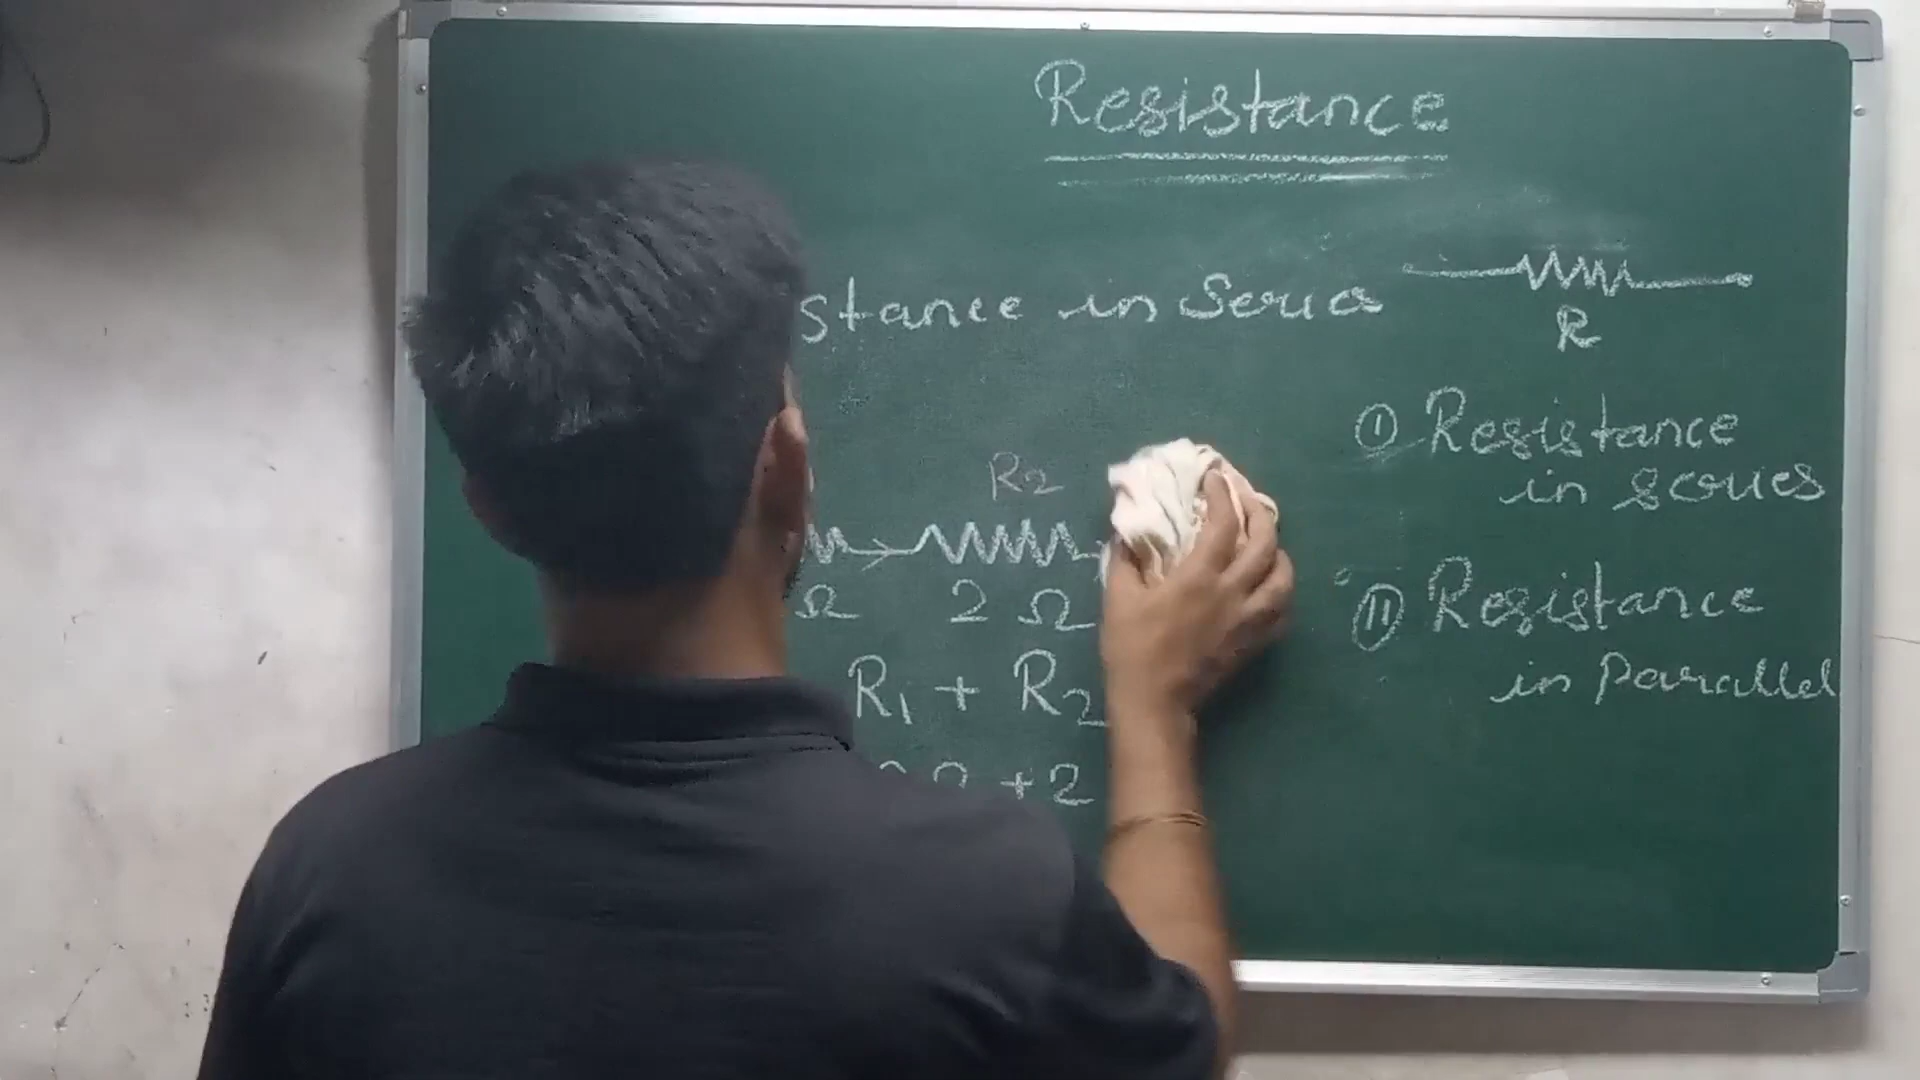 Resistance
stance in Series
R
① Resistance
in series
R2
Ω 2 Ω
⑪ Resistance
in Parallel
R1 + R2
+2